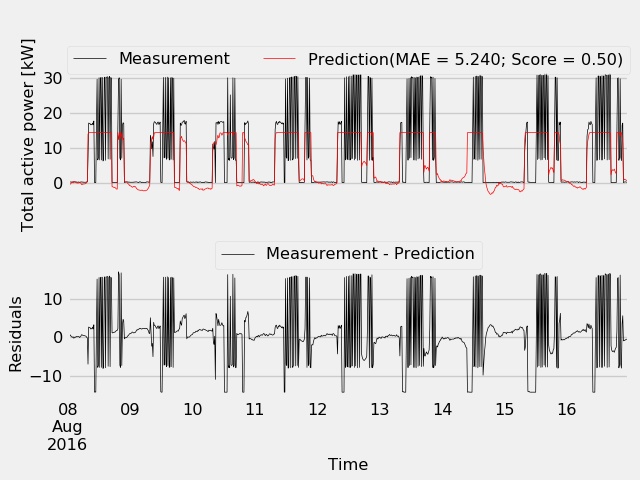 Measurement
Prediction(MAE = 5.240; Score = 0.50)
Total active power [kW]
30
20
10
0
Measurement - Prediction
Residuals
10
0
−10
08 09 10 11 12 13 14 15 16
Aug
2016
Time